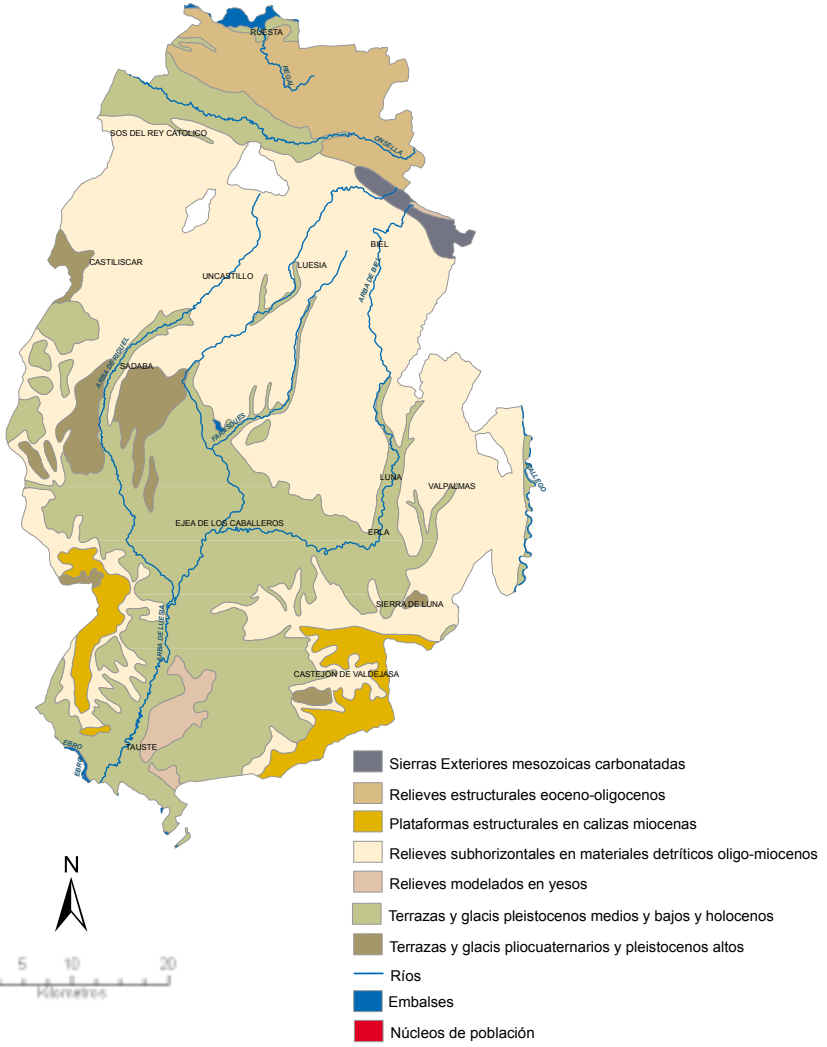 RUESTA
REGAL
SOS DEL REY CATOLICO
ONSELLA
BIEL
CASTILISCAR
UNCASTILLO
LUESIA
ARBA DE BIEL
ARBA DE RIGUEL
SADABA
FARASDUES
LUNA
VALPALMAS
GALLEGO
EJEA DE LOS CABALLEROS
ERLA
SIERRA DE LUNA
ARBA DE LUESIA
CASTEJON DE VALDEJASA
EBRO
EBRO
TAUSTE
Sierras Exteriores mesozoicas carbonatadas
Relieves estructurales eoceno-oligocenos
Plataformas estructurales en calizas miocenas
Relieves subhorizontales en materiales detríticos oligo-miocenos
Relieves modelados en yesos
Terrazas y glacis pleistocenos medios y bajos y holocenos
Terrazas y glacis pliocuaternarios y pleistocenos altos
Ríos
Embalses
Núcleos de población
N
5 10 20
Kilometros